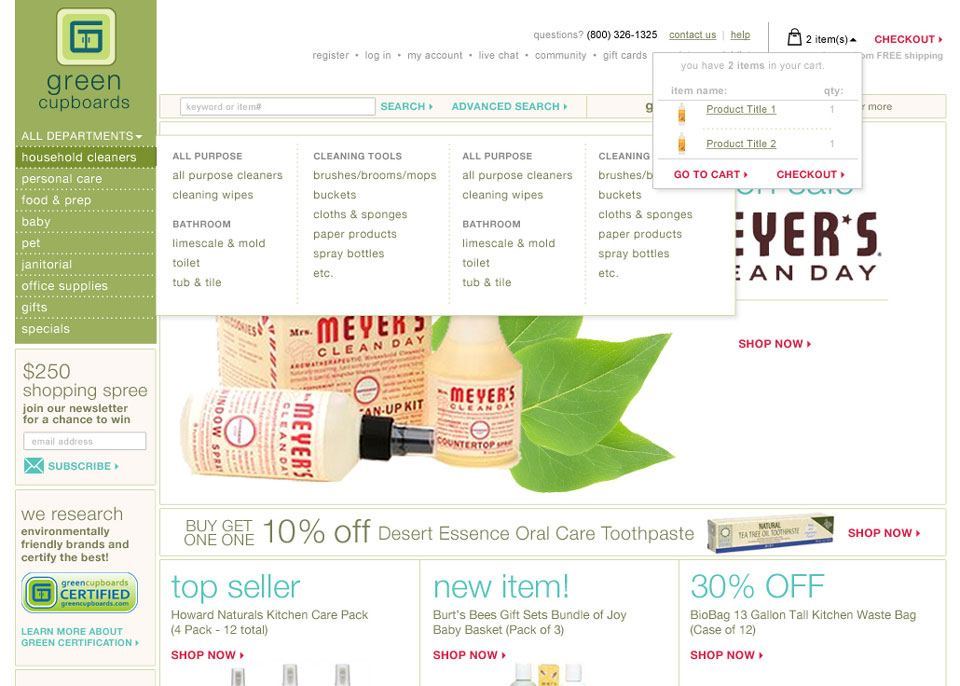 questions? (800) 326-1325 contact us | help
2 item(s) CHECKOUT
register • log in • my account • live chat • community • gift cards
om FREE shipping
green
cupboards
you have 2 items in your cart.
item name: qty:
Product Title 1 1
Product Title 2 1
GO TO CART CHECKOUT
keyword or item# SEARCH ADVANCED SEARCH
g
r more
ALL DEPARTMENTS
household cleaners
personal care
food & prep
baby
pet
janitorial
office supplies
gifts
specials
ALL PURPOSE
all purpose cleaners
cleaning wipes
BATHROOM
limescale & mold
toilet
tub & tile
CLEANING TOOLS
brushes/brooms/mops
buckets
cloths & sponges
paper products
spray bottles
etc.
ALL PURPOSE
all purpose cleaners
cleaning wipes
BATHROOM
limescale & mold
toilet
tub & tile
CLEANING
brushes/b
buckets
cloths & sponges
paper products
spray bottles
etc.
on sale
EYER'S
EAN DAY
SHOP NOW
Mrs. MEYER'S
CLEAN DAY
AROMATHERAPEUTIC Household Cleaners
AN-UP KIT
MEYER'S
CLEAN DAY
COUNTERTOP SPRAY
MEYER'S
CLEAN DAY
WINDOW SPRAY
$250
shopping spree
join our newsletter
for a chance to win
email address
SUBSCRIBE
we research
environmentally
friendly brands and
certify the best!
greencupboards
CERTIFIED
greencupboards.com
LEARN MORE ABOUT
GREEN CERTIFICATION
BUY GET
ONE ONE
10% off Desert Essence Oral Care Toothpaste
NATURAL
TEA TREE OIL TOOTHPASTE
SHOP NOW
top seller
Howard Naturals Kitchen Care Pack
(4 Pack - 12 total)
SHOP NOW
new item!
Burt's Bees Gift Sets Bundle of Joy
Baby Basket (Pack of 3)
SHOP NOW
30% OFF
BioBag 13 Gallon Tall Kitchen Waste Bag
(Case of 12)
SHOP NOW